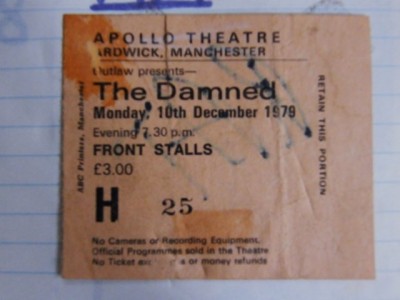 APOLLO THEATRE
ARDWICK, MANCHESTER
Outlaw presents—
The Damned
Monday, 10th December 1979
Evening 7.30 p.m.
FRONT STALLS
£3.00
H 25
No Cameras or Recording Equipment.
Official Programmes sold in the Theatre
No Ticket or money refunds
ABC Printers, Manchester
RETAIN THIS PORTION